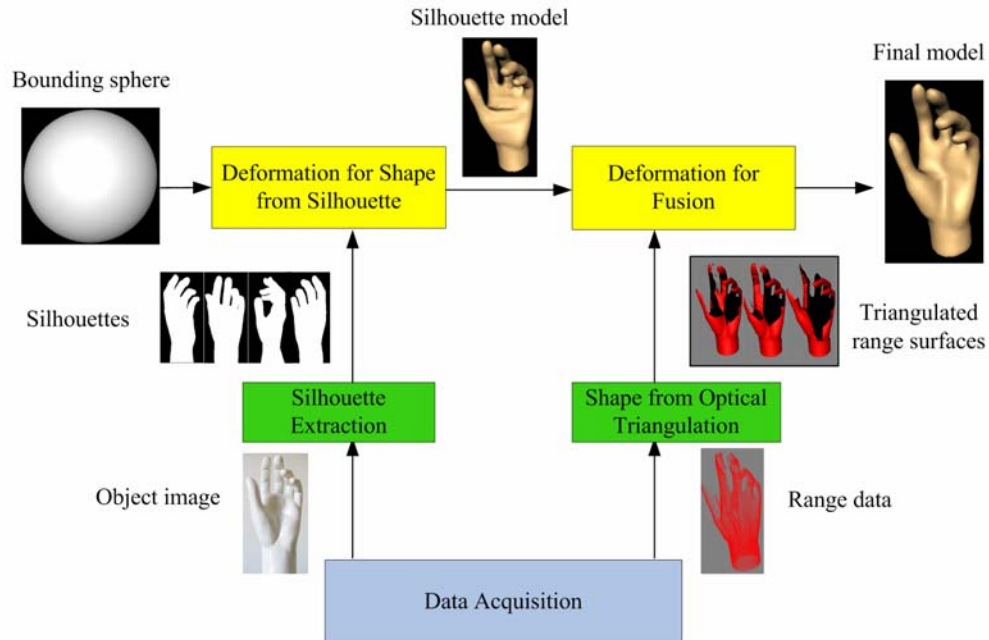 Silhouette model
Final model
Bounding sphere
Deformation for Shape
from Silhouette
Deformation for
Fusion
Silhouettes
Triangulated
range surfaces
Silhouette
Extraction
Shape from Optical
Triangulation
Object image
Range data
Data Acquisition